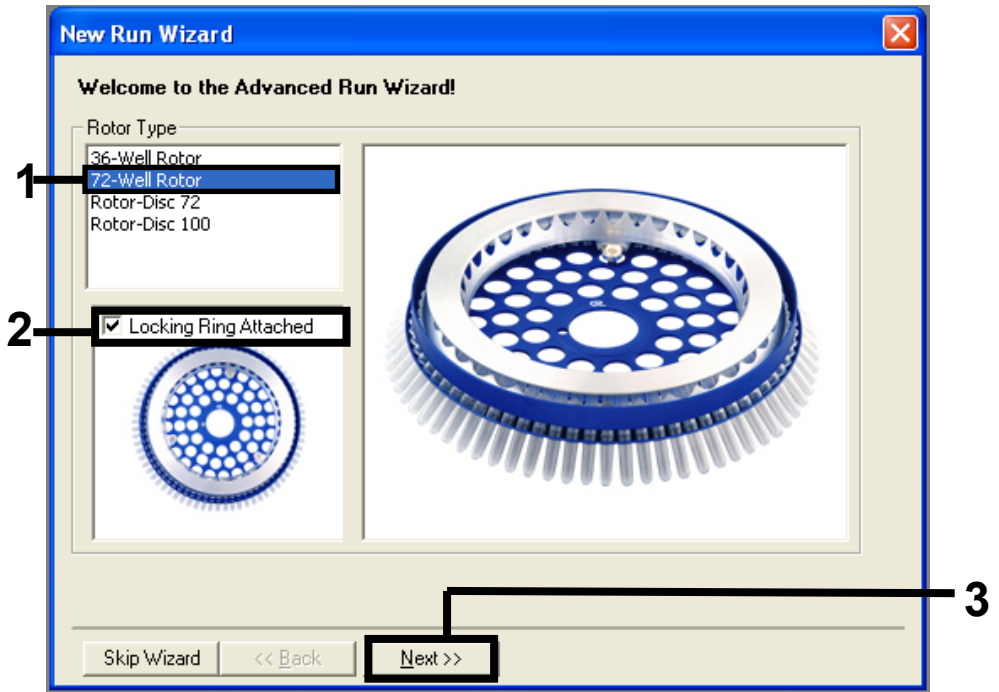 New Run Wizard
Welcome to the Advanced Run Wizard!
Rotor Type
36-Well Rotor
1
72-Well Rotor
Rotor-Disc 72
Rotor-Disc 100
2
Locking Ring Attached
3
Skip Wizard
<< Back
Next >>